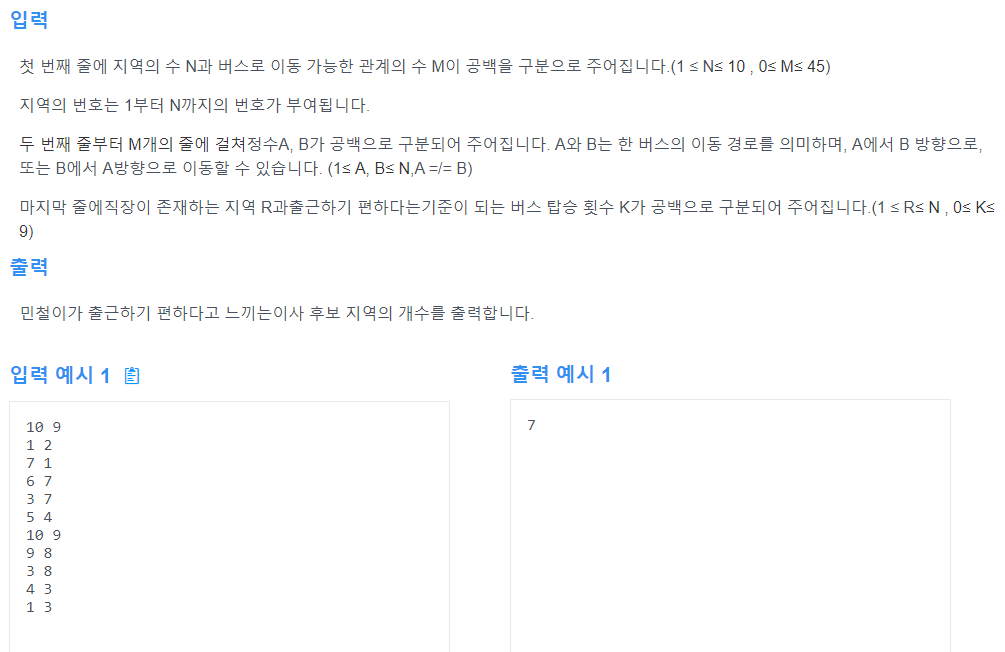 입력
첫 번째 줄에 지역의 수 N과 버스로 이동 가능한 관계의 수 M이 공백을 구분으로 주어집니다.(1 ≤ N≤ 10 , 0≤ M≤ 45)
지역의 번호는 1부터 N까지의 번호가 부여됩니다.
두 번째 줄부터 M개의 줄에 걸쳐정수A, B가 공백으로 구분되어 주어집니다. A와 B는 한 버스의 이동 경로를 의미하며, A에서 B 방향으로,
또는 B에서 A방향으로 이동할 수 있습니다. (1≤ A, B≤ N,A =/= B)
마지막 줄에직장이 존재하는 지역 R과출근하기 편하다는기준이 되는 버스 탑승 횟수 K가 공백으로 구분되어 주어집니다.(1 ≤ R≤ N , 0≤ K≤
9)
출력
민철이가 출근하기 편하다고 느끼는이사 후보 지역의 개수를 출력합니다.
입력 예시 1
10 9
1 2
7 1
6 7
3 7
5 4
10 9
9 8
3 8
4 3
1 3
출력 예시 1
7